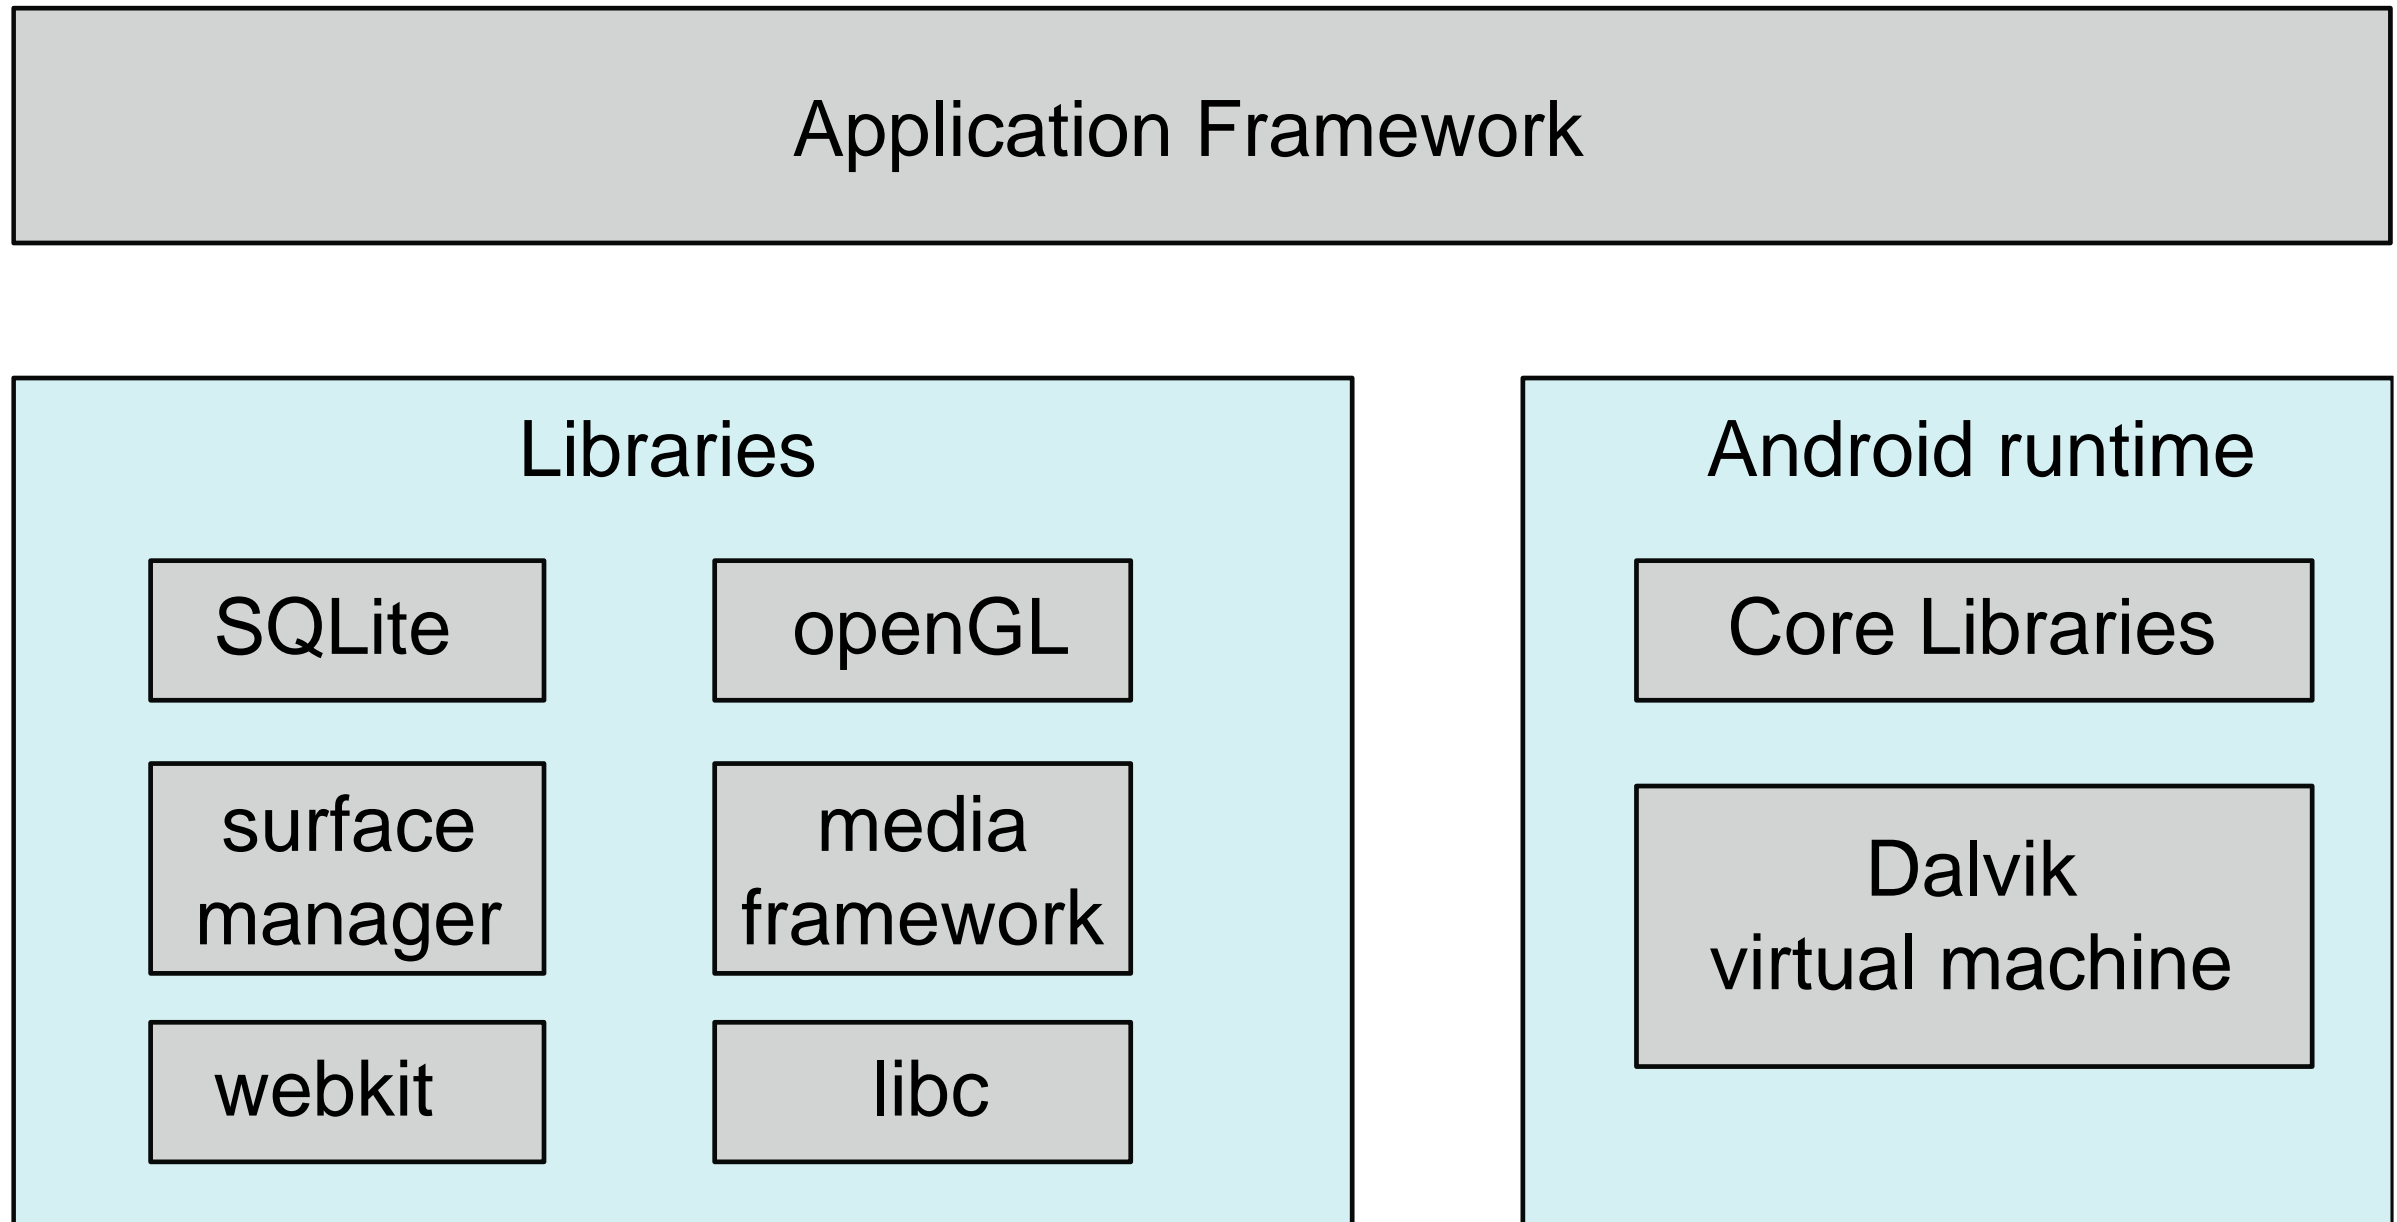 Application Framework
Libraries
SQLite
openGL
surface
manager
media
framework
webkit
libc
Android runtime
Core Libraries
Dalvik
virtual machine